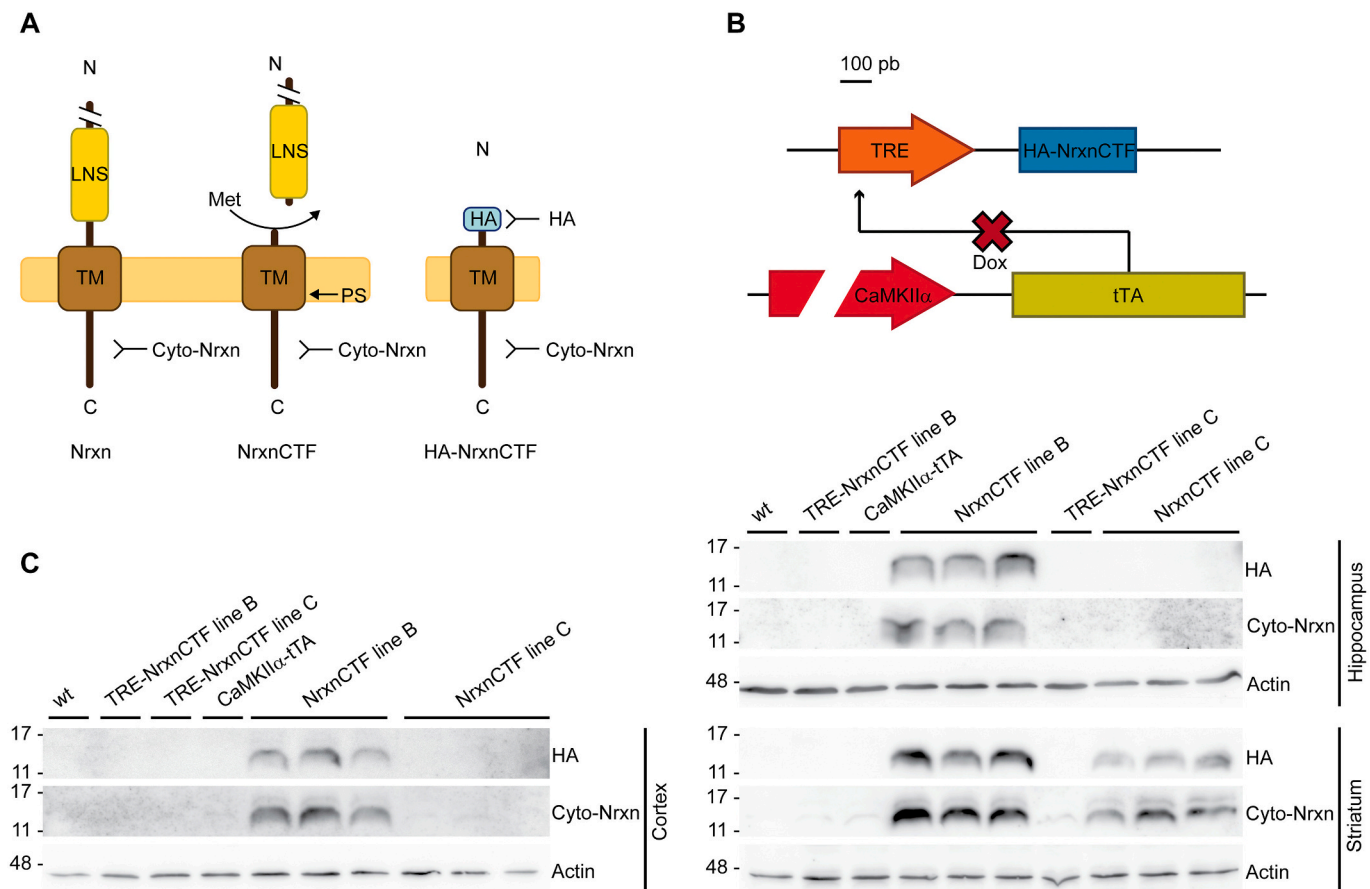 A
N
N
N
LNS
LNS
Met
HA
HA
TM
TM
TM
PS
Cyto-Nrxn
Cyto-Nrxn
Cyto-Nrxn
C
C
C
Nrxn
NrxnCTF
HA-NrxnCTF
B
100 pb
TRE
HA-NrxnCTF
Dox
CaMKIIα
tTA
C
wt
TRE-NrxnCTF line B
TRE-NrxnCTF line C
CaMKIIα-tTA
NrxnCTF line B
NrxnCTF line C
17 -
11 -
HA
17 -
11 -
Cyto-Nrxn
48 -
Actin
Cortex
wt
TRE-NrxnCTF line B
CaMKIIα-tTA
NrxnCTF line B
TRE-NrxnCTF line C
NrxnCTF line C
17 -
11 -
HA
17 -
11 -
Cyto-Nrxn
48 -
Actin
Hippocampus
17 -
11 -
HA
17 -
11 -
Cyto-Nrxn
48 -
Actin
Striatum